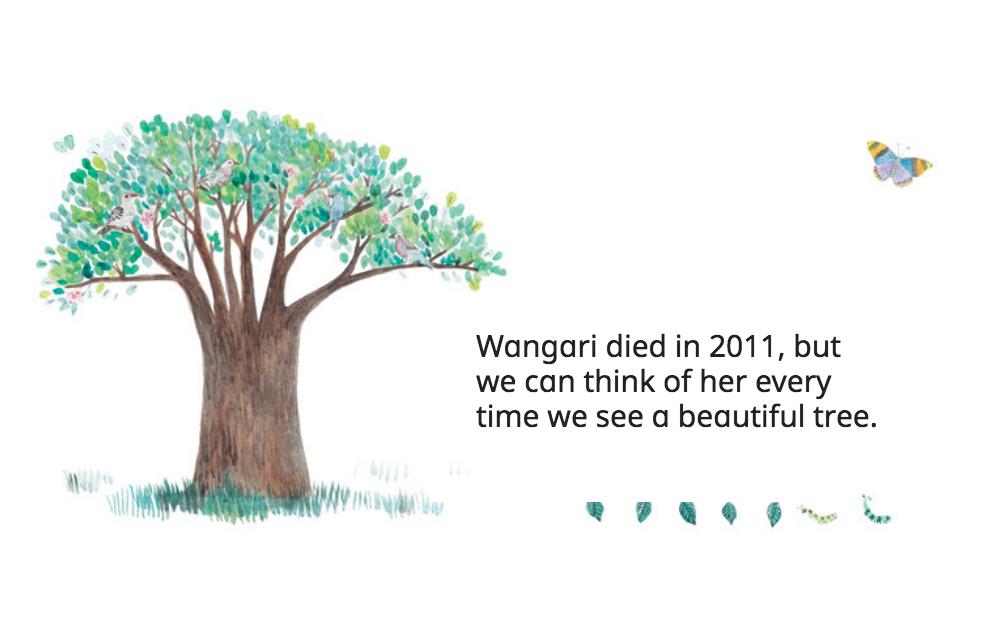 Wangari died in 2011, but
we can think of her every
time we see a beautiful tree.